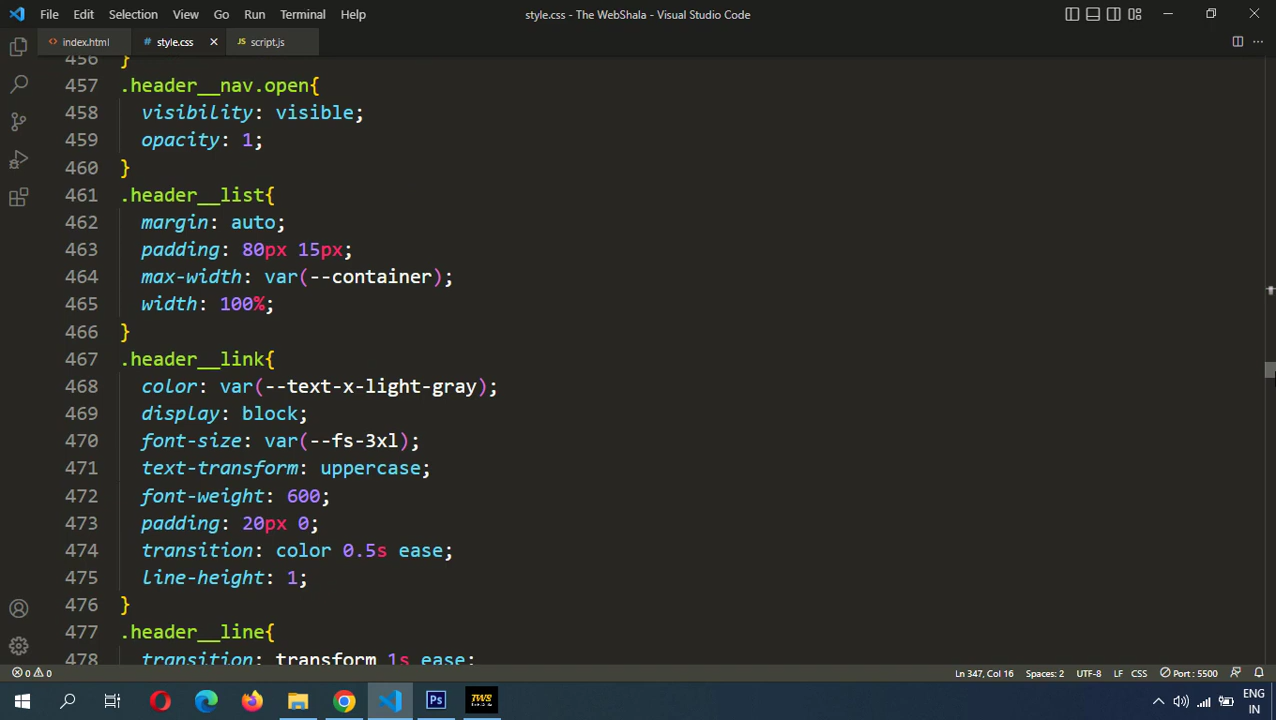 File Edit Selection View Go Run Terminal Help style.css - The WebShala - Visual Studio Code
index.html # style.css JS script.js
456 }
457 .header__nav.open{
458 visibility: visible;
459 opacity: 1;
460 }
461 .header__list{
462 margin: auto;
463 padding: 80px 15px;
464 max-width: var(--container);
465 width: 100%;
466 }
467 .header__link{
468 color: var(--text-x-light-gray);
469 display: block;
470 font-size: var(--fs-3xl);
471 text-transform: uppercase;
472 font-weight: 600;
473 padding: 20px 0;
474 transition: color 0.5s ease;
475 line-height: 1;
476 }
477 .header__line{
478 transition: transform 1s ease;
0 0 Ln 347, Col 16 Spaces: 2 UTF-8 LF CSS Port : 5500
Ps TWS ENG
IN